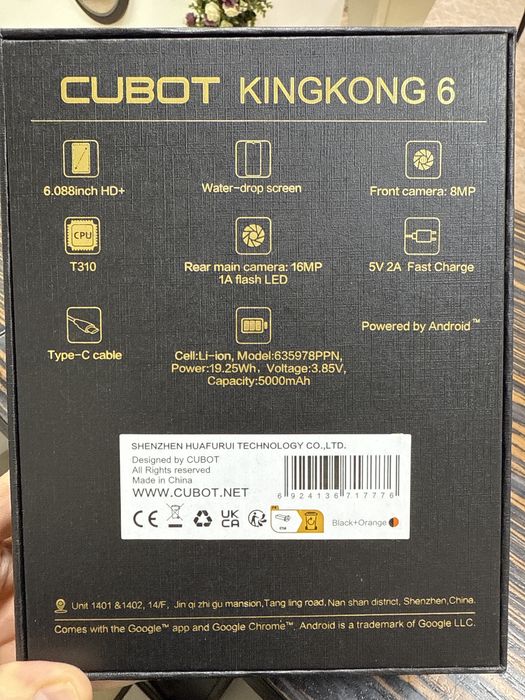 CUBOT KINGKONG 6
6.088inch HD+
Water-drop screen
Front camera: 8MP
CPU
T310
Rear main camera: 16MP
1A flash LED
5V 2A Fast Charge
Type-C cable
Cell:Li-ion, Model:635978PPN,
Power:19.25Wh, Voltage:3.85V,
Capacity:5000mAh
Powered by Android™
SHENZHEN HUAFURUI TECHNOLOGY CO.,LTD.
Designed by CUBOT
All Rights reserved
Made in China
WWW.CUBOT.NET
6 924136 717776
CE
UK
CA
Black+Orange
Unit 1401 &1402, 14/F, Jin qi zhi gu mansion,Tang ling road, Nan shan district, Shenzhen,China.
Comes with the Google™ app and Google Chrome™. Android is a trademark of Google LLC.